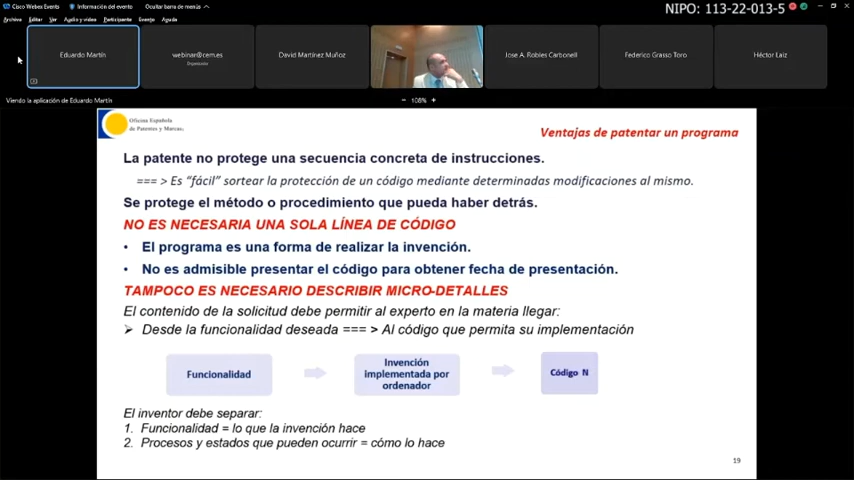 Cisco Webex Events
Información del evento
Ocultar barra de menús
NIPO: 113-22-013-5
Archivo Editar Ver Audio y vídeo Participante Evento Ayuda
Eduardo Martín
webinar@oem.es
Organizador
David Martínez Muñoz
Jose A. Robles Carbonell
Federico Grasso Toro
Héctor Laiz
Viendo la aplicación de Eduardo Martín
− 108% +
Oficina Española
de Patentes y Marcas
Ventajas de patentar un programa
La patente no protege una secuencia concreta de instrucciones.
=== > Es “fácil” sortear la protección de un código mediante determinadas modificaciones al mismo.
Se protege el método o procedimiento que pueda haber detrás.
NO ES NECESARIA UNA SOLA LÍNEA DE CÓDIGO
• El programa es una forma de realizar la invención.
• No es admisible presentar el código para obtener fecha de presentación.
TAMPOCO ES NECESARIO DESCRIBIR MICRO-DETALLES
El contenido de la solicitud debe permitir al experto en la materia llegar:
➢ Desde la funcionalidad deseada === > Al código que permita su implementación
Funcionalidad
Invención
implementada por
ordenador
Código N
El inventor debe separar:
1. Funcionalidad = lo que la invención hace
2. Procesos y estados que pueden ocurrir = cómo lo hace
19